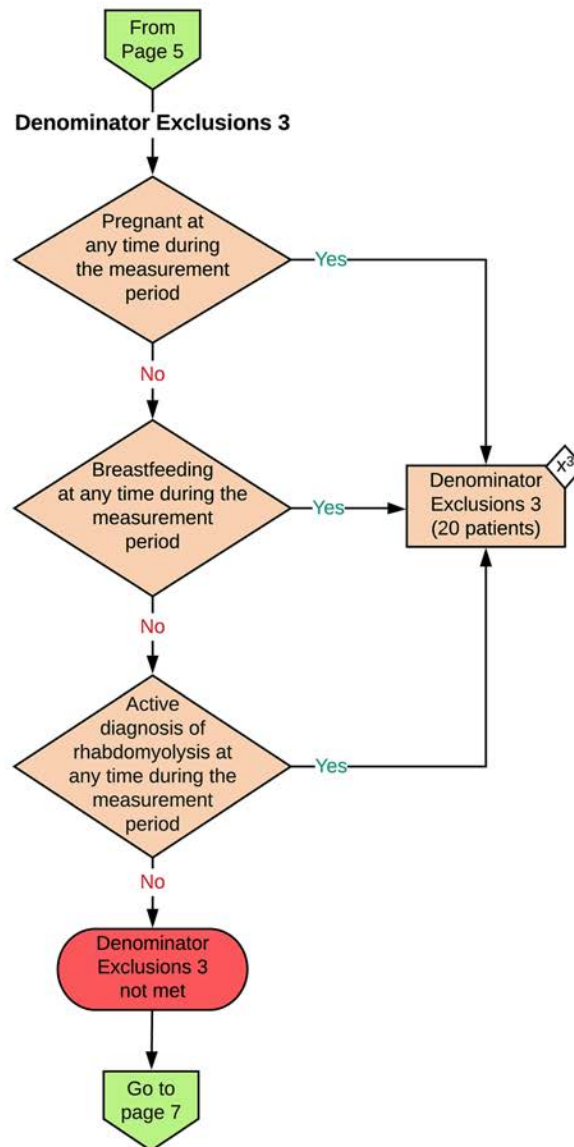 From
Page 5
Denominator Exclusions 3
Pregnant at
any time during
the measurement
period
Yes
No
Breastfeeding
at any time during the
measurement
period
Yes
Denominator
Exclusions 3
(20 patients)
x³
No
Active
diagnosis of
rhabdomyolysis at
any time during the
measurement
period
Yes
No
Denominator
Exclusions 3
not met
Go to
page 7